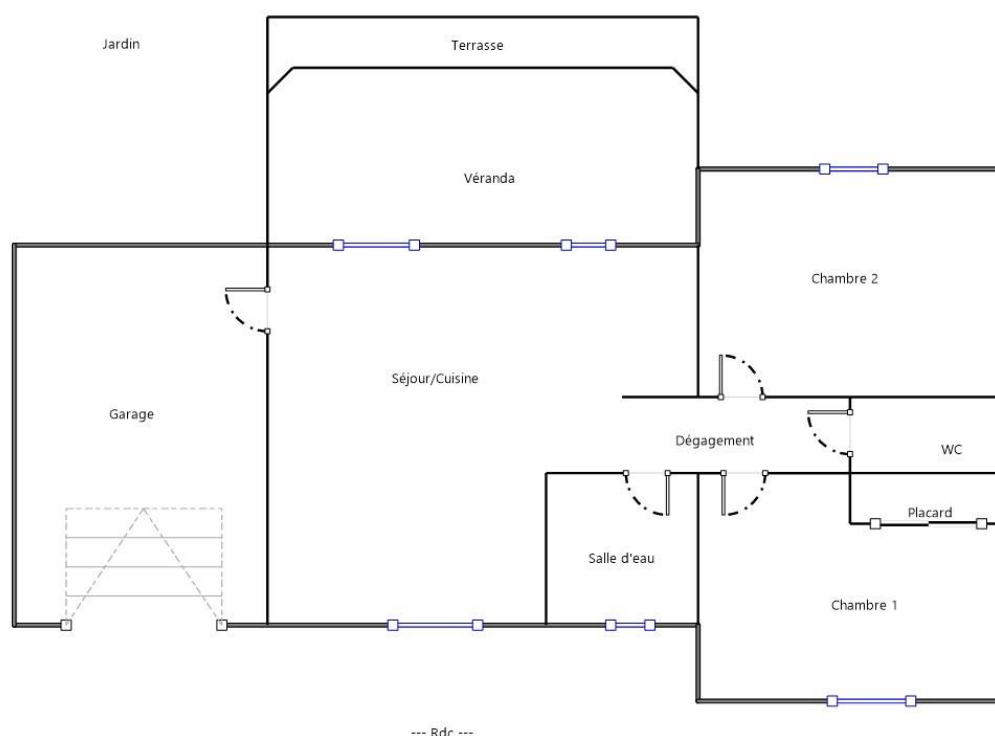 Jardin
Terrasse
Véranda
Chambre 2
Séjour/Cuisine
Garage
Dégagement
WC
Placard
Salle d'eau
Chambre 1
--- Rdc ---